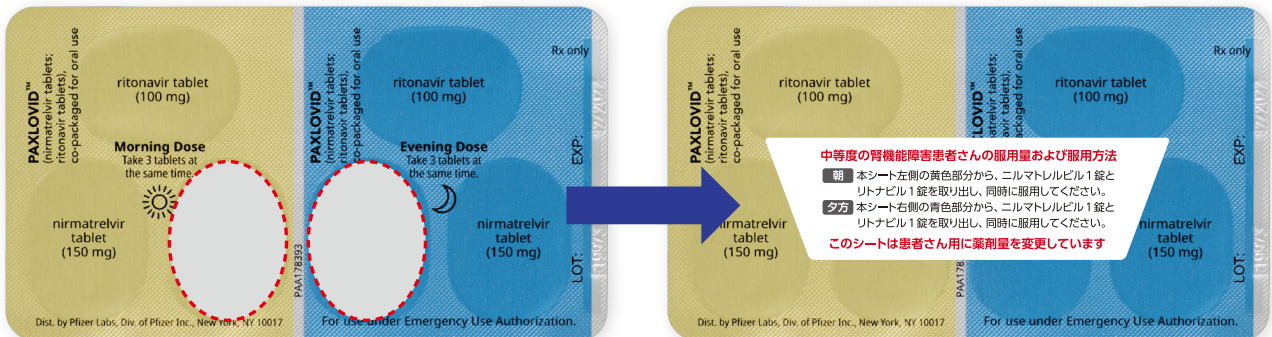 PAXLOVID™
(nirmatrelvir tablets;
ritonavir tablets),
co-packaged for oral use
ritonavir tablet
(100 mg)
Morning Dose
Take 3 tablets at
the same time.
nirmatrelvir
tablet
(150 mg)
Dist. by Pfizer Labs, Div. of Pfizer Inc., New York, NY 10017
PAA178393
PAXLOVID™
(nirmatrelvir tablets;
ritonavir tablets),
co-packaged for oral use
ritonavir tablet
(100 mg)
Rx only
Evening Dose
Take 3 tablets at
the same time.
nirmatrelvir
tablet
(150 mg)
EXP:
LOT:
For use under Emergency Use Authorization.
PAXLOVID™
(nirmatrelvir tablets;
ritonavir tablets),
co-packaged for oral use
ritonavir tablet
(100 mg)
ritonavir tablet
(100 mg)
Rx only
中等度の腎機能障害患者さんの服用量および服用方法
朝 本シート左側の黄色部分から、ニルマトレルビル1錠と
リトナビル1錠を取り出し、同時に服用してください。
夕方 本シート右側の青色部分から、ニルマトレルビル1錠と
リトナビル1錠を取り出し、同時に服用してください。
このシートは患者さん用に薬剤量を変更しています
nirmatrelvir
tablet
(150 mg)
PAA178
nirmatrelvir
tablet
(150 mg)
EXP:
LOT:
Dist. by Pfizer Labs, Div. of Pfizer Inc., New York, NY 10017
For use under Emergency Use Authorization.